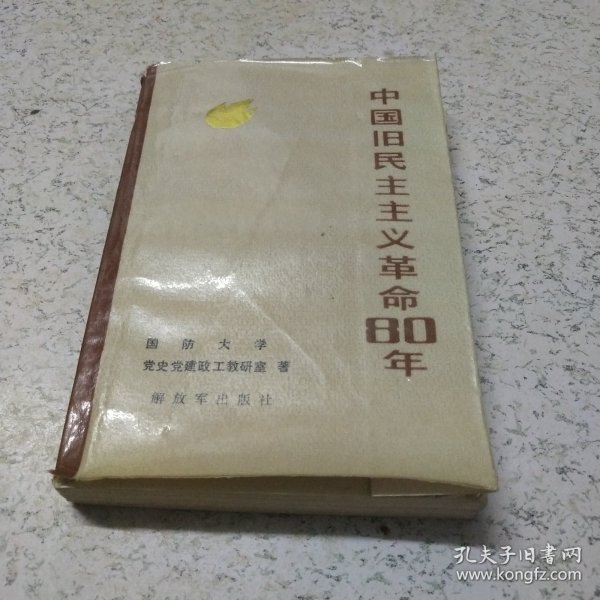 中国旧民主主义革命80年
国防大学
党史党建政工教研室 著
解放军出版社
孔夫子旧书网
www.kongfz.com